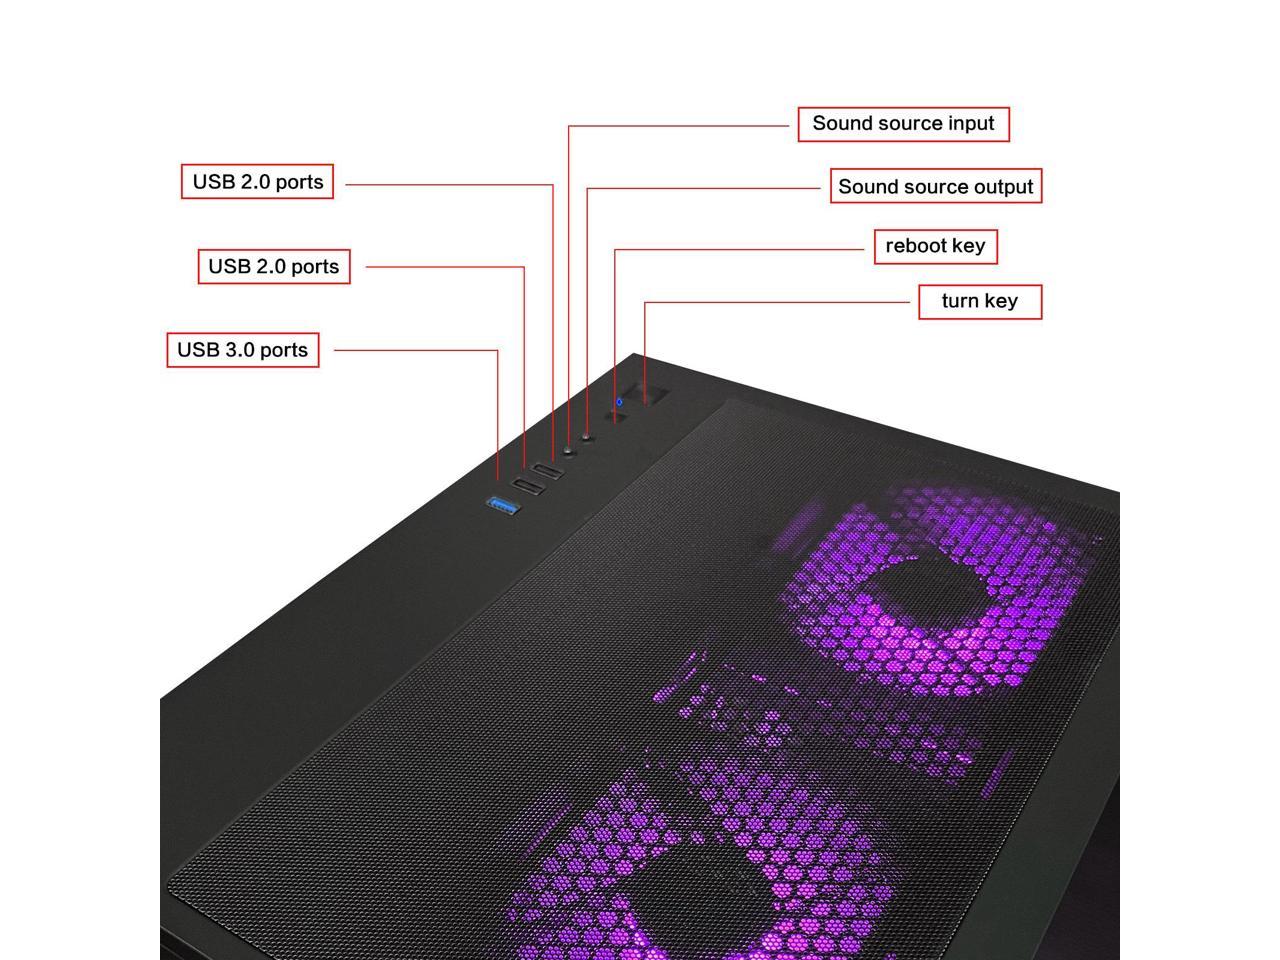 Sound source input
USB 2.0 ports
Sound source output
reboot key
USB 2.0 ports
turn key
USB 3.0 ports